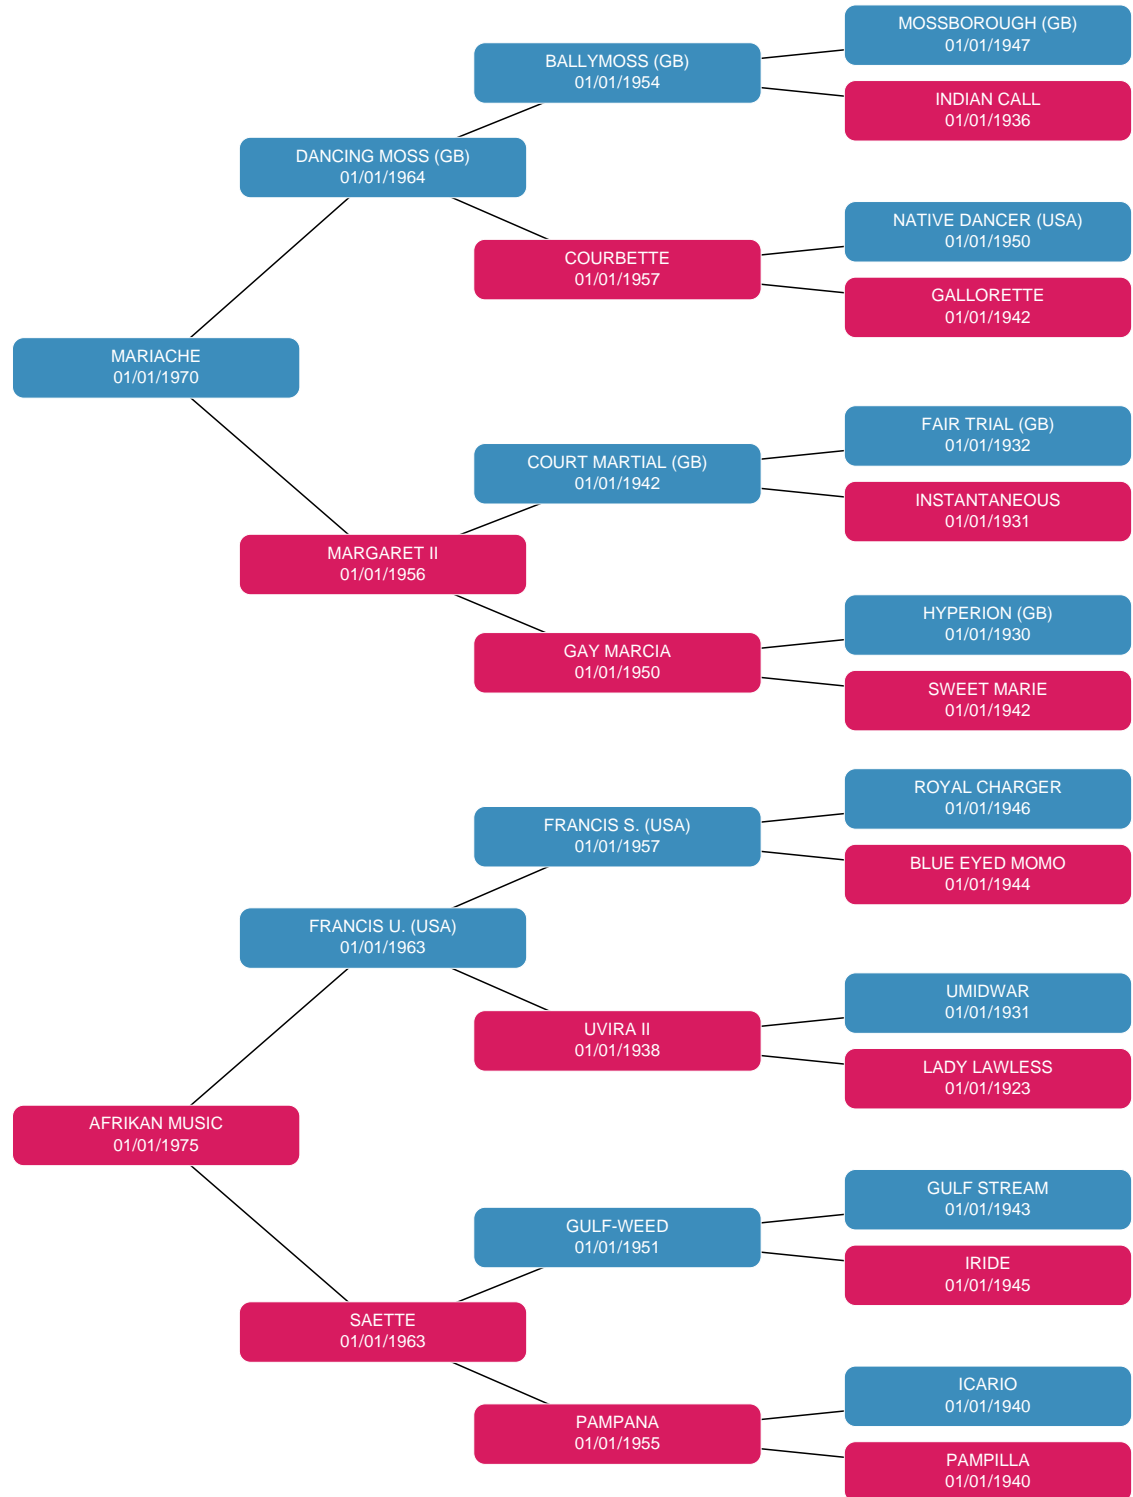 MOSSBOROUGH (GB)
01/01/1947
BALLYMOSS (GB)
01/01/1954
INDIAN CALL
01/01/1936
DANCING MOSS (GB)
01/01/1964
NATIVE DANCER (USA)
01/01/1950
COURBETTE
01/01/1957
GALLORETTE
01/01/1942
MARIACHE
01/01/1970
FAIR TRIAL (GB)
01/01/1932
COURT MARTIAL (GB)
01/01/1942
INSTANTANEOUS
01/01/1931
MARGARET II
01/01/1956
HYPERION (GB)
01/01/1930
GAY MARCIA
01/01/1950
SWEET MARIE
01/01/1942
ROYAL CHARGER
01/01/1946
FRANCIS S. (USA)
01/01/1957
BLUE EYED MOMO
01/01/1944
FRANCIS U. (USA)
01/01/1963
UMIDWAR
01/01/1931
UVIRA II
01/01/1938
LADY LAWLESS
01/01/1923
AFRIKAN MUSIC
01/01/1975
GULF STREAM
01/01/1943
GULF-WEED
01/01/1951
IRIDE
01/01/1945
SAETTE
01/01/1963
ICARIO
01/01/1940
PAMPANA
01/01/1955
PAMPILLA
01/01/1940